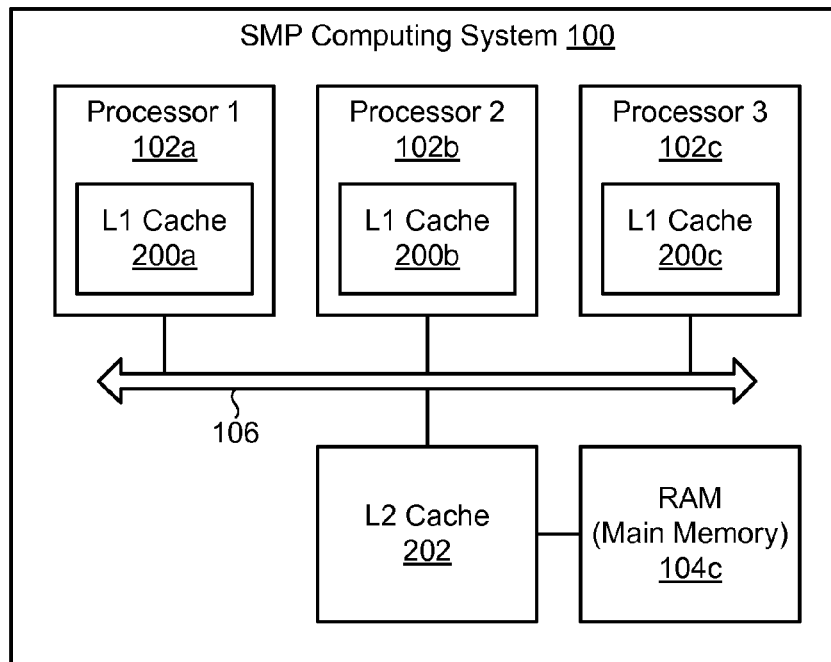 SMP Computing System 100
Processor 1
102a
L1 Cache
200a
Processor 2
102b
L1 Cache
200b
Processor 3
102c
L1 Cache
200c
106
L2 Cache
202
RAM
(Main Memory)
104c